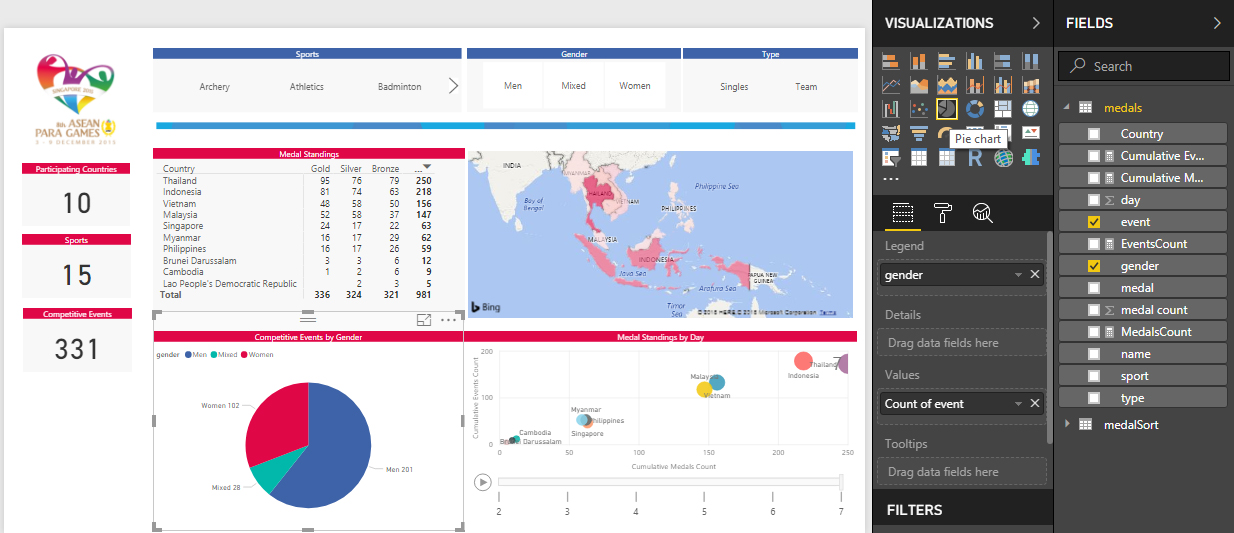 SINGAPORE 2015
8th ASEAN
PARA GAMES
3 - 9 DECEMBER 2015
Participating Countries
10
Sports
15
Competitive Events
331
Sports
Archery Athletics Badminton
Gender
Men Mixed Women
Type
Singles Team
Medal Standings
Country Gold Silver Bronze ...
Thailand 95 76 79 250
Indonesia 81 74 63 218
Vietnam 48 58 50 156
Malaysia 52 58 37 147
Singapore 24 17 22 63
Myanmar 16 17 29 62
Philippines 16 17 26 59
Brunei Darussalam 3 3 6 12
Cambodia 1 2 6 9
Lao People's Democratic Republic 2 3 5
Total 336 324 321 981
INDIA
MYANMAR
THAILAND
VIETNAM
Bay of
Bengal
Philippine Sea
PHILIPPINES
MALAYSIA
INDONESIA
Java Sea
PAPUA NEW
GUINEA
Arafura Sea
Timor
Sea
Bing
© 2016 HERE © 2016 Microsoft Corporation Terms
Competitive Events by Gender
gender Men Mixed Women
Women 102
Mixed 28
Men 201
Medal Standings by Day
Cumulative Events Count
200
100
0
Malaysia
Vietnam
Indonesia
Thailand
Myanmar
Philippines
Singapore
Cambodia
Brunei Darussalam
0 50 100 150 200 250
Cumulative Medals Count
2 3 4 5 6 7
VISUALIZATIONS
R
Pie chart
Legend
gender
Details
Drag data fields here
Values
Count of event
Tooltips
Drag data fields here
FILTERS
FIELDS
Search
medals
Country
Cumulative Ev...
Cumulative M...
day
event
EventsCount
gender
medal
medal count
MedalsCount
name
sport
type
medalSort